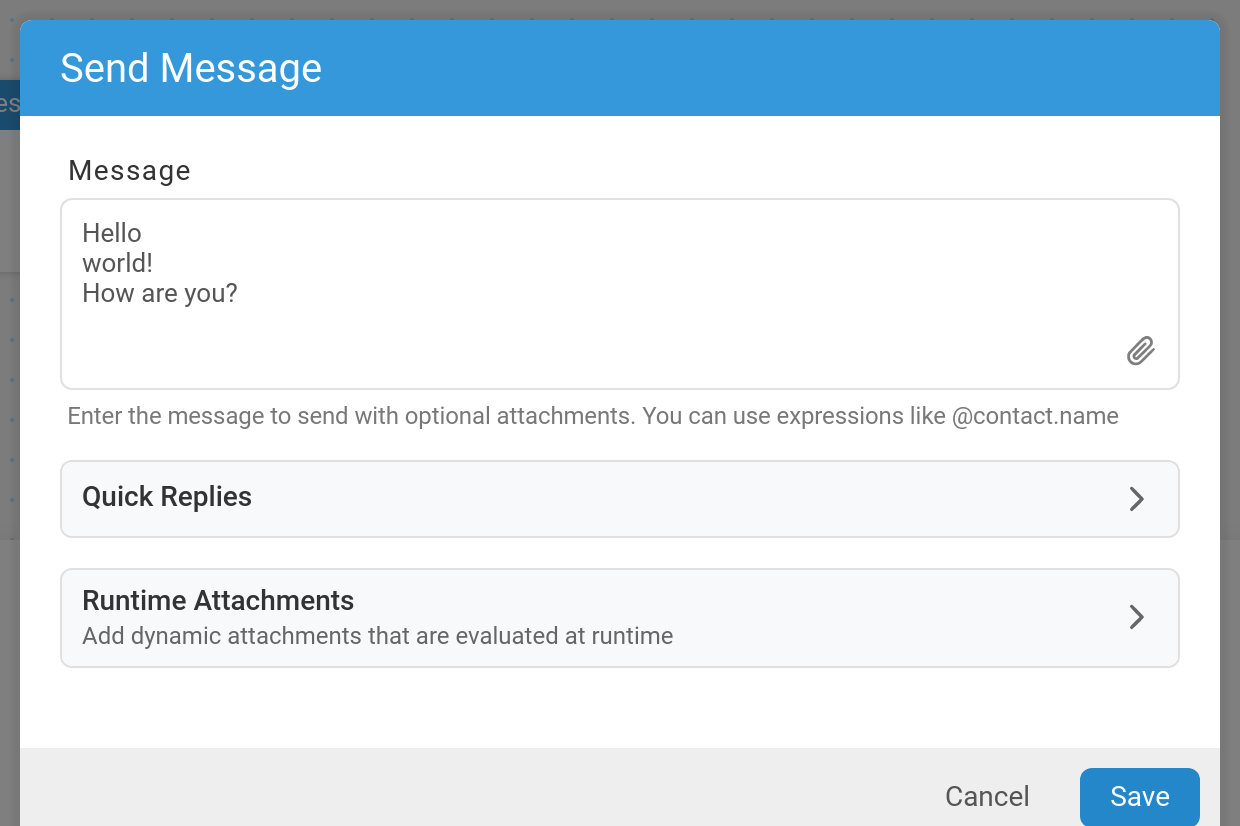 Send Message
Message
Hello
world!
How are you?
Enter the message to send with optional attachments. You can use expressions like @contact.name
Quick Replies
Runtime Attachments
Add dynamic attachments that are evaluated at runtime
Cancel
Save